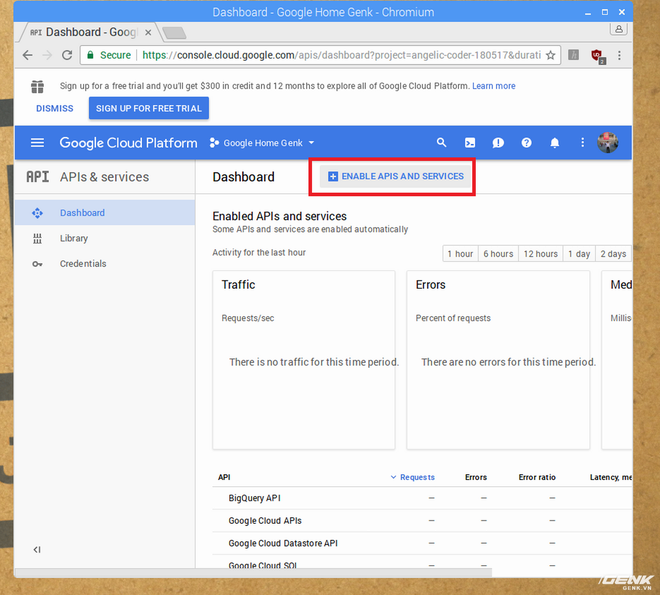 Dashboard - Google Home Genk - Chromium
API Dashboard - Google
Secure https://console.cloud.google.com/apis/dashboard?project=angelic-coder-180517&durati
2
Sign up for a free trial and you'll get $300 in credit and 12 months to explore all of Google Cloud Platform. Learn more
DISMISS SIGN UP FOR FREE TRIAL
Google Cloud Platform Google Home Genk
API APIs & services Dashboard ENABLE APIS AND SERVICES
Dashboard
Library
Credentials
Enabled APIs and services
Some APIs and services are enabled automatically
Activity for the last hour 1 hour 6 hours 12 hours 1 day 2 days
Traffic Errors Med
Requests/sec Percent of requests Millis
There is no traffic for this time period. There are no errors for this time period.
API Requests Errors Error ratio Latency, me
BigQuery API – – –
Google Cloud APIs – – –
Google Cloud Datastore API – – –
Google Cloud SQL
GENK
GENK.VN